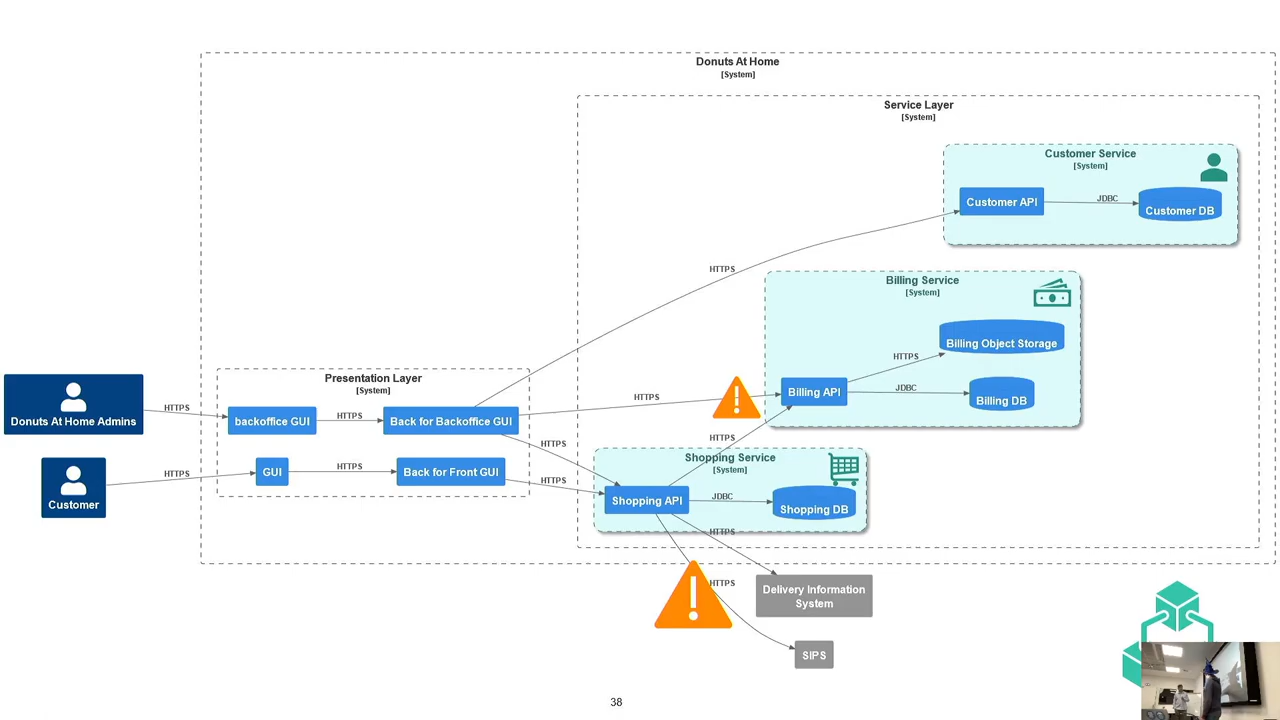 Donuts At Home
[System]
Service Layer
[System]
Customer Service
[System]
Customer API
JDBC
Customer DB
HTTPS
Billing Service
[System]
Billing Object Storage
HTTPS
Billing API
JDBC
Billing DB
HTTPS
Presentation Layer
[System]
Donuts At Home Admins
HTTPS
backoffice GUI
HTTPS
Back for Backoffice GUI
HTTPS
HTTPS
Customer
HTTPS
GUI
HTTPS
Back for Front GUI
HTTPS
Shopping Service
[System]
Shopping API
JDBC
Shopping DB
HTTPS
HTTPS
Delivery Information
System
SIPS
38